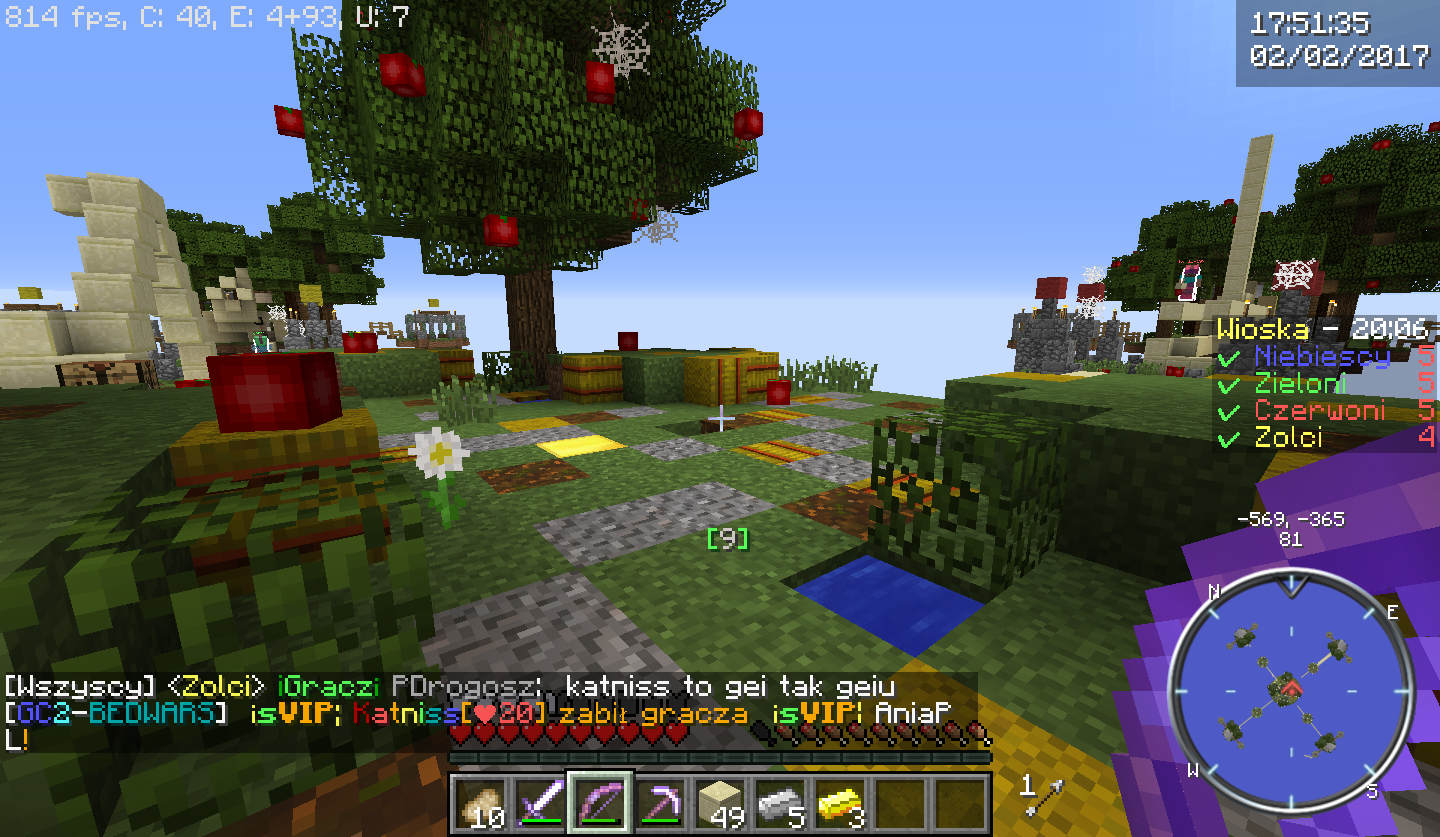 814 fps, C: 40, E: 4+93, U: 7
17:51:35
02/02/2017
Wioska - 20:06
Niebiescy 5
Zieloni 5
Czerwoni 5
Zolci 4
-569, -365
81
[9]
N
E
W
S
[Wszyscy] <Zolci> iGraczi PDrogosz: katniss to gei tak geiu
[GC2-BEDWARS] isVIP¦ Katniss[❤20] zabił gracza isVIP¦ AniaP
L!
10
49
5
3
1